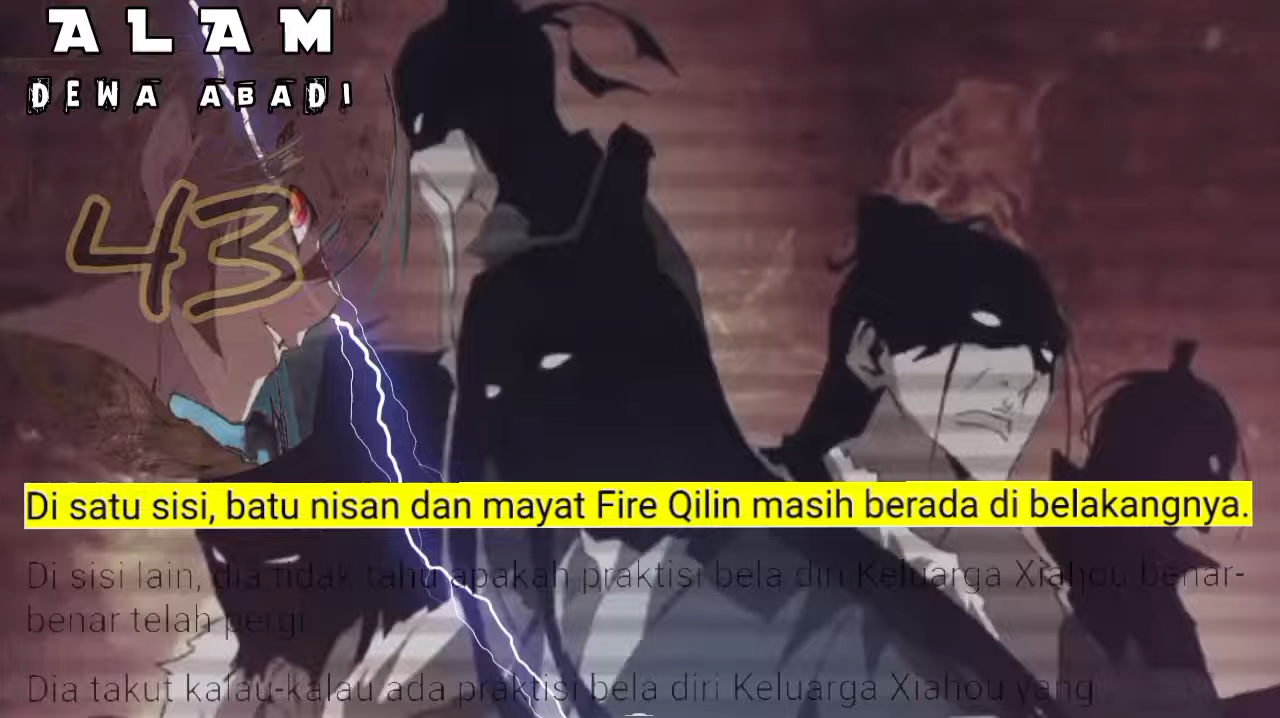 ALAM
DEWA ABADI
43
Di satu sisi, batu nisan dan mayat Fire Qilin masih berada di belakangnya.
Di sisi lain, dia tidak tahu apakah praktisi bela diri Keluarga Xiahou benar-
benar telah pergi
Dia takut kalau-kalau ada praktisi bela diri Keluarga Xiahou yang